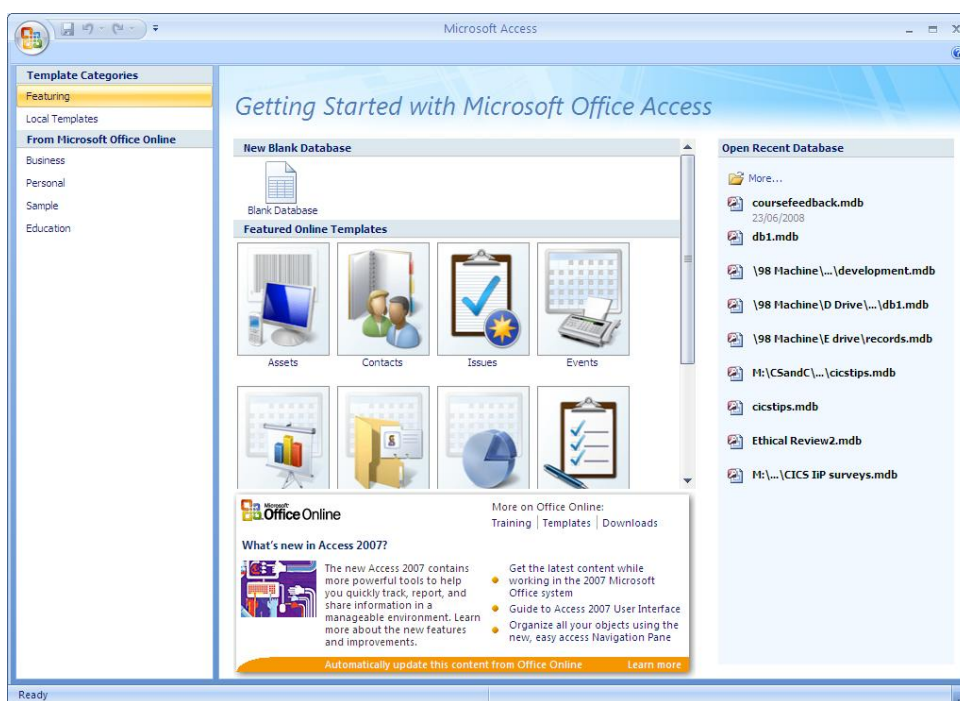 Microsoft Access
Template Categories
Featuring
Local Templates
From Microsoft Office Online
Business
Personal
Sample
Education
Getting Started with Microsoft Office Access
New Blank Database
Blank Database
Featured Online Templates
Assets
Contacts
Issues
Events
Microsoft
Office Online
More on Office Online:
Training | Templates | Downloads
What's new in Access 2007?
The new Access 2007 contains
more powerful tools to help
you quickly track, report, and
share information in a
manageable environment. Learn
more about the new features
and improvements.
Get the latest content while
working in the 2007 Microsoft
Office system
Guide to Access 2007 User Interface
Organize all your objects using the
new, easy access Navigation Pane
Automatically update this content from Office Online
Learn more
Open Recent Database
More...
coursefeedback.mdb
23/06/2008
db1.mdb
\98 Machine\...\development.mdb
\98 Machine\D Drive\...\db1.mdb
\98 Machine\E drive\records.mdb
M:\CSandC\...\cicstips.mdb
cicstips.mdb
Ethical Review2.mdb
M:\...\CICS IiP surveys.mdb
Ready